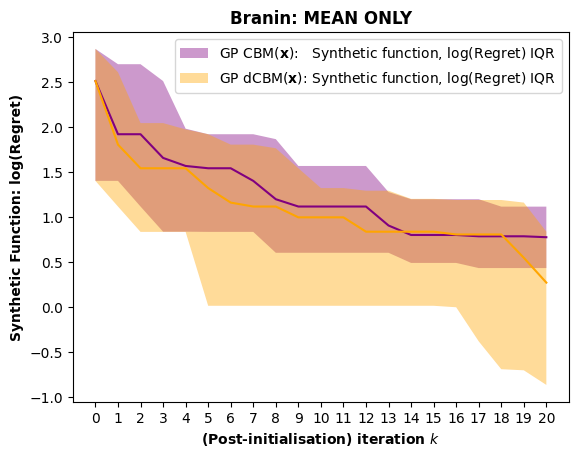 Branin: MEAN ONLY
GP CBM(x):   Synthetic function, log(Regret) IQR
GP dCBM(x): Synthetic function, log(Regret) IQR
Synthetic Function: log(Regret)
3.0
2.5
2.0
1.5
1.0
0.5
0.0
−0.5
−1.0
0 1 2 3 4 5 6 7 8 9 10 11 12 13 14 15 16 17 18 19 20
(Post-initialisation) iteration k